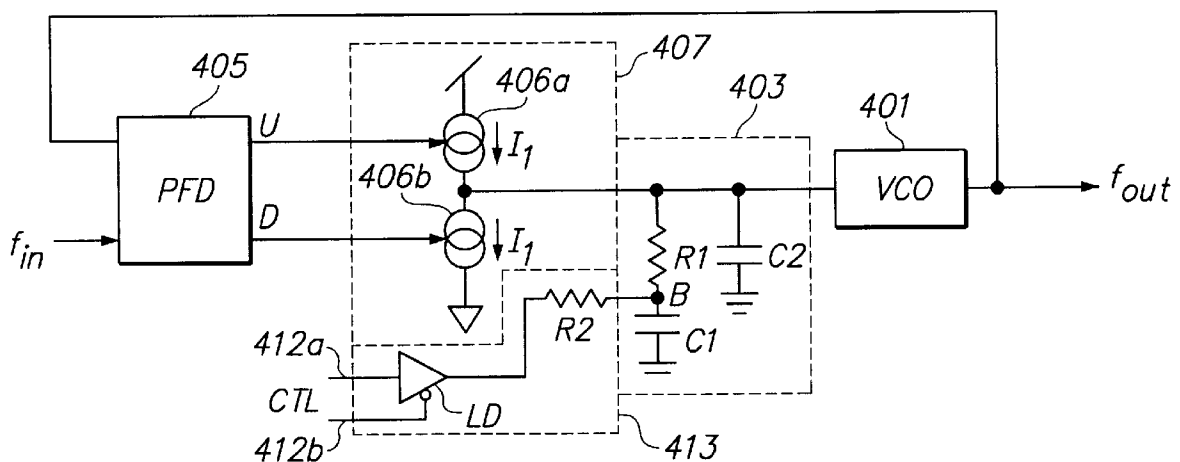 407
405
406a
403
401
U
I1
PFD
406b
VCO
fout
D
I1
fin
R1
C2
B
R2
C1
412a
CTL
LD
412b
413